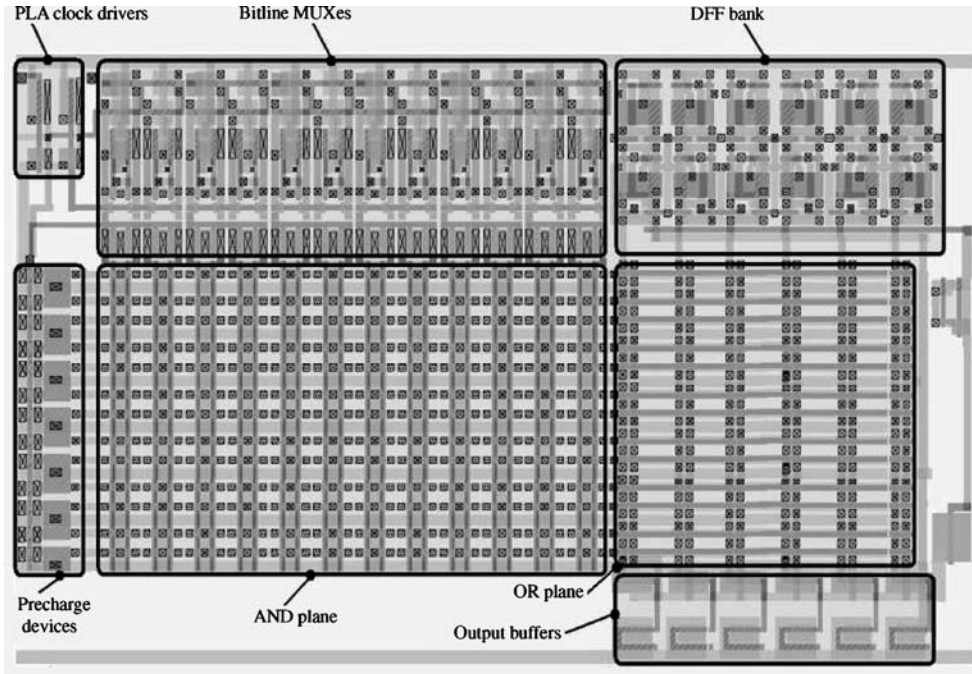 PLA clock drivers
Bitline MUXes
DFF bank
Precharge
devices
AND plane
OR plane
Output buffers